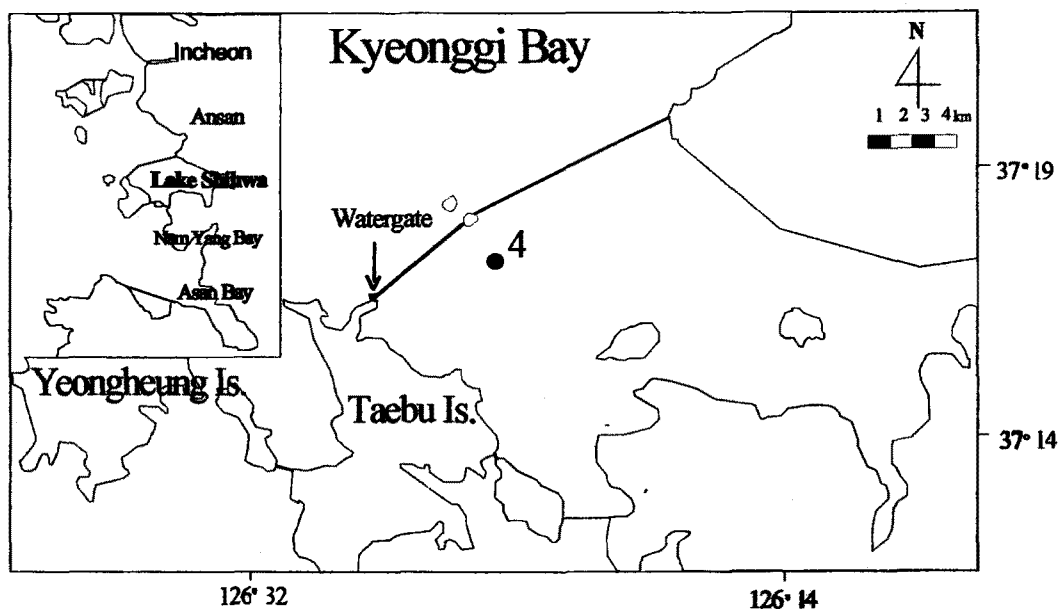 Kyeonggi Bay
N
1 2 3 4 km
Incheon
Ansan
Lake Shihwa
Nam Yang Bay
Asan Bay
37° 19
Watergate
4
Yeongheung Is.
Taebu Is.
37° 14
126° 32
126° 14